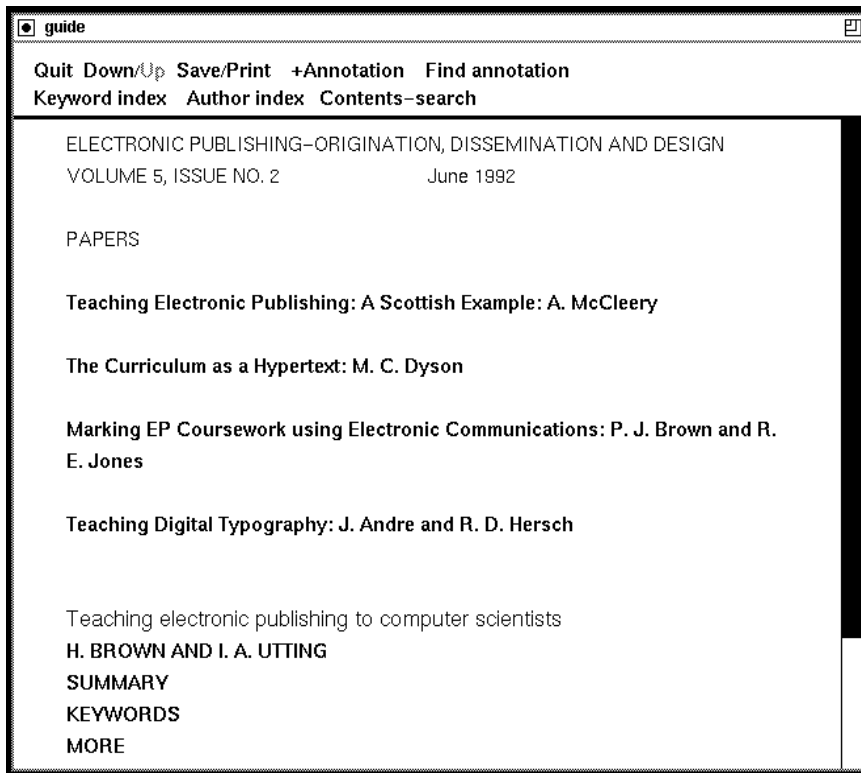 guide
Quit Down/Up Save/Print +Annotation Find annotation
Keyword index Author index Contents-search
ELECTRONIC PUBLISHING-ORIGINATION, DISSEMINATION AND DESIGN
VOLUME 5, ISSUE NO. 2 June 1992
PAPERS
Teaching Electronic Publishing: A Scottish Example: A. McCleery
The Curriculum as a Hypertext: M. C. Dyson
Marking EP Coursework using Electronic Communications: P. J. Brown and R.
E. Jones
Teaching Digital Typography: J. Andre and R. D. Hersch
Teaching electronic publishing to computer scientists
H. BROWN AND I. A. UTTING
SUMMARY
KEYWORDS
MORE